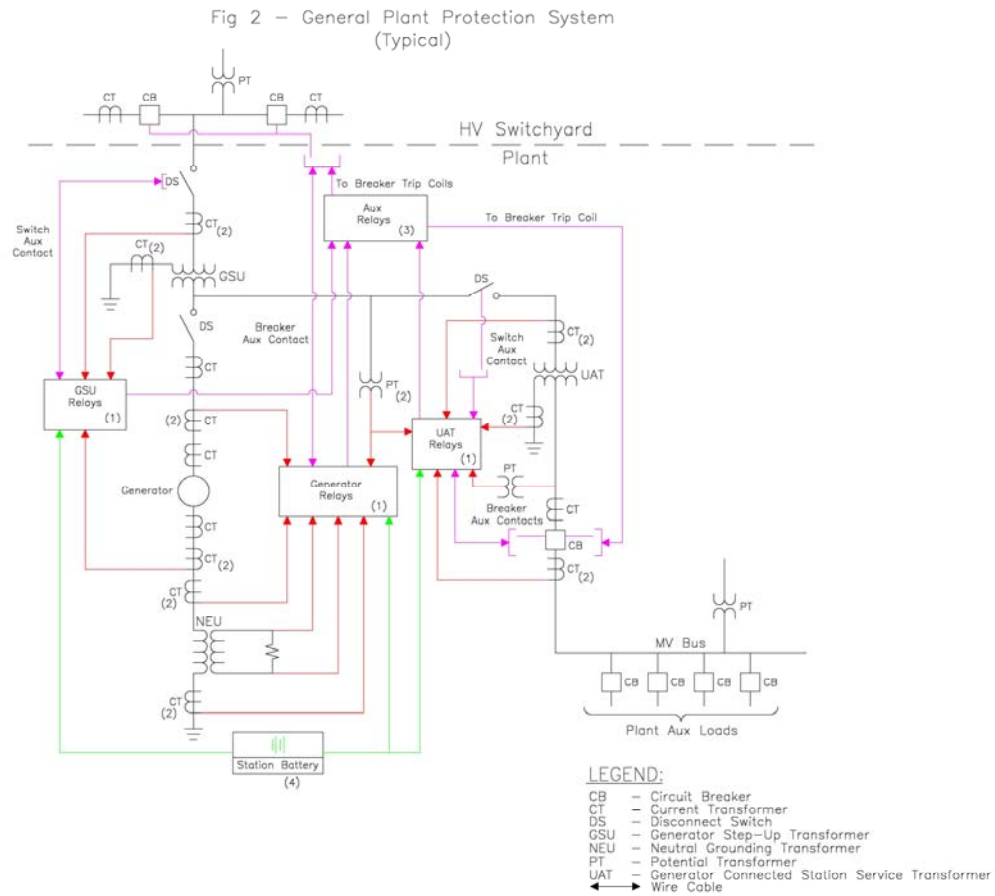 Fig 2 – General Plant Protection System
(Typical)
PT
CT
CB
CB
CT
HV Switchyard
Plant
DS
To Breaker Trip Coils
Aux
Relays
(3)
To Breaker Trip Coil
Switch
Aux
Contact
CT
(2)
CT
(2)
GSU
DS
DS
Breaker
Aux Contact
Switch
Aux
Contact
CT
(2)
UAT
CT
PT
(2)
GSU
Relays
(1)
(2)
CT
CT
(2)
UAT
Relays
(1)
CT
Generator
Generator
Relays
(1)
PT
Breaker
Aux Contacts
CT
CB
CT
(2)
CT
CT
(2)
CT
(2)
NEU
CT
(2)
PT
MV Bus
CB
CB
CB
CB
Plant Aux Loads
Station Battery
(4)
LEGEND:
CB – Circuit Breaker
CT – Current Transformer
DS – Disconnect Switch
GSU – Generator Step-Up Transformer
NEU – Neutral Grounding Transformer
PT – Potential Transformer
UAT – Generator Connected Station Service Transformer
Wire Cable